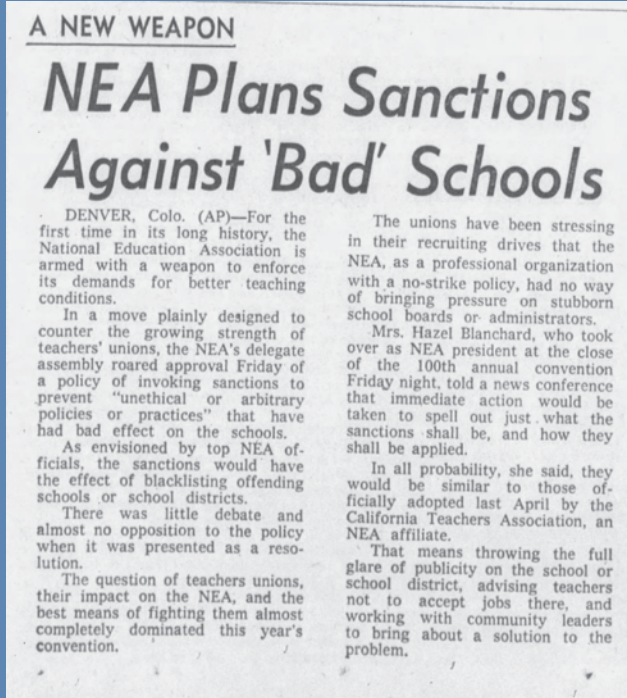 A NEW WEAPON
NEA Plans Sanctions
Against 'Bad' Schools
DENVER, Colo. (AP)—For the
first time in its long history, the
National Education Association is
armed with a weapon to enforce
its demands for better teaching
conditions.
In a move plainly designed to
counter the growing strength of
teachers' unions, the NEA's delegate
assembly roared approval Friday of
a policy of invoking sanctions to
prevent "unethical or arbitrary
policies or practices" that have
had bad effect on the schools.
As envisioned by top NEA of-
ficials, the sanctions would have
the effect of blacklisting offending
schools or school districts.
There was little debate and
almost no opposition to the policy
when it was presented as a reso-
lution.
The question of teachers unions,
their impact on the NEA, and the
best means of fighting them almost
completely dominated this year's
convention.
The unions have been stressing
in their recruiting drives that the
NEA, as a professional organization
with a no-strike policy, had no way
of bringing pressure on stubborn
school boards or administrators.
Mrs. Hazel Blanchard, who took
over as NEA president at the close
of the 100th annual convention
Friday night, told a news conference
that immediate action would be
taken to spell out just what the
sanctions shall be, and how they
shall be applied.
In all probability, she said, they
would be similar to those of-
ficially adopted last April by the
California Teachers Association, an
NEA affiliate.
That means throwing the full
glare of publicity on the school or
school district, advising teachers
not to accept jobs there, and
working with community leaders
to bring about a solution to the
problem.